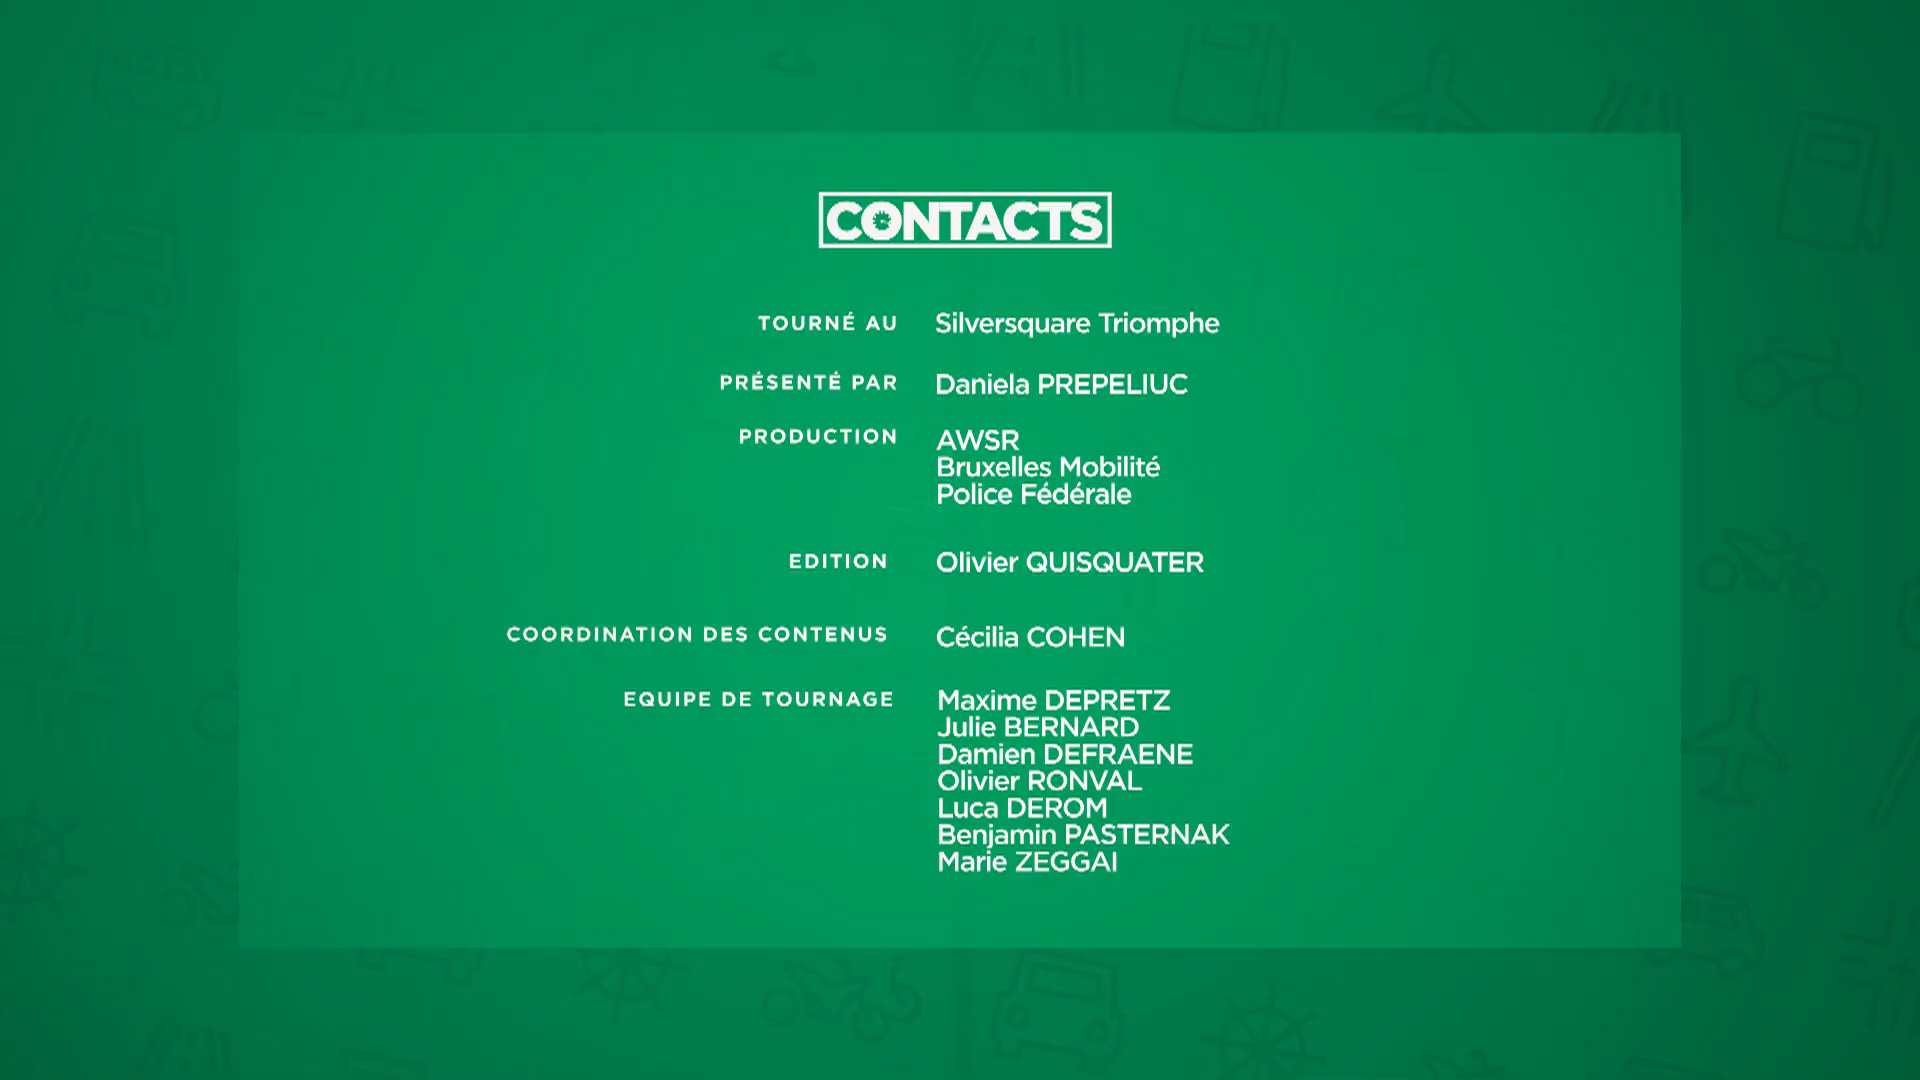 CONTACTS
TOURNÉ AU Silversquare Triomphe
PRÉSENTÉ PAR Daniela PREPELIUC
PRODUCTION AWSR
Bruxelles Mobilité
Police Fédérale
EDITION Olivier QUISQUATER
COORDINATION DES CONTENUS Cécilia COHEN
EQUIPE DE TOURNAGE Maxime DEPRETZ
Julie BERNARD
Damien DEFRAENE
Olivier RONVAL
Luca DEROM
Benjamin PASTERNAK
Marie ZEGGAI